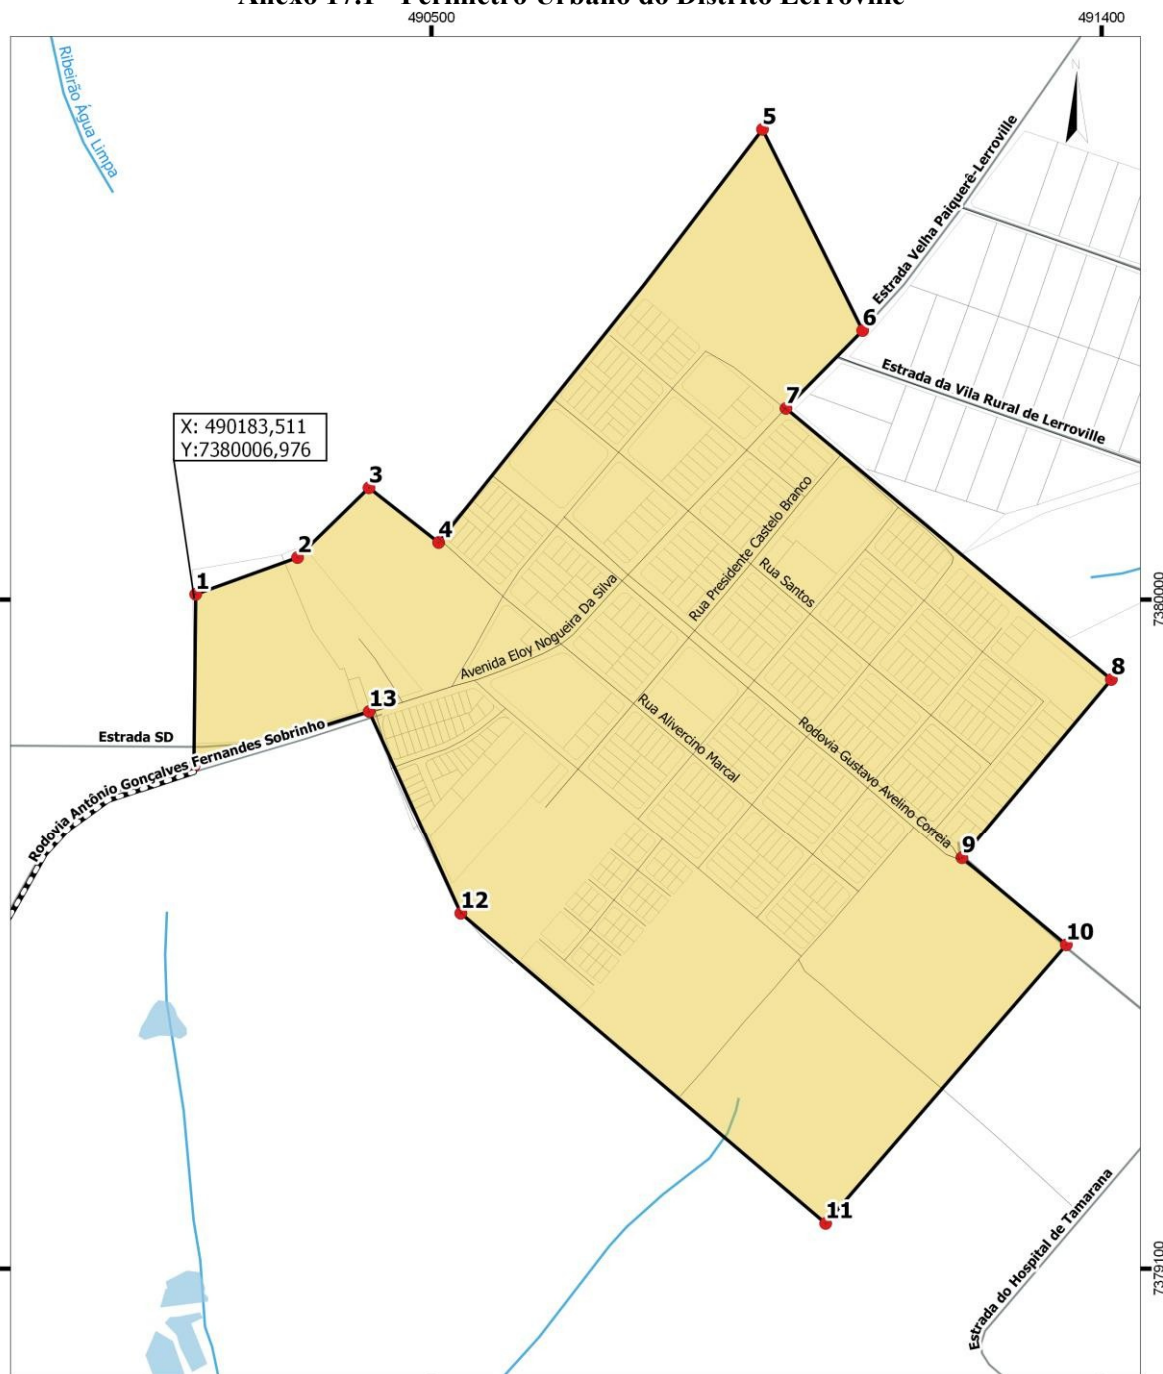 Anexo 17.1 - Perímetro Urbano do Distrito Lerroville
490500
491400
Ribeirão Água Limpa
N
5
Estrada Velha Paiquerê-Lerroville
6
Estrada da Vila Rural de Lerroville
7
X: 490183,511
Y:7380006,976
3
4
2
1
Rua Presidente Castelo Branco
Rua Santos
7380000
Avenida Eloy Nogueira Da Silva
8
13
Rua Alivercino Marcal
Rodovia Gustavo Avelino Correia
Estrada SD
Rodovia Antônio Gonçalves Fernandes Sobrinho
9
12
10
11
Estrada do Hospital de Tamarana
7379100